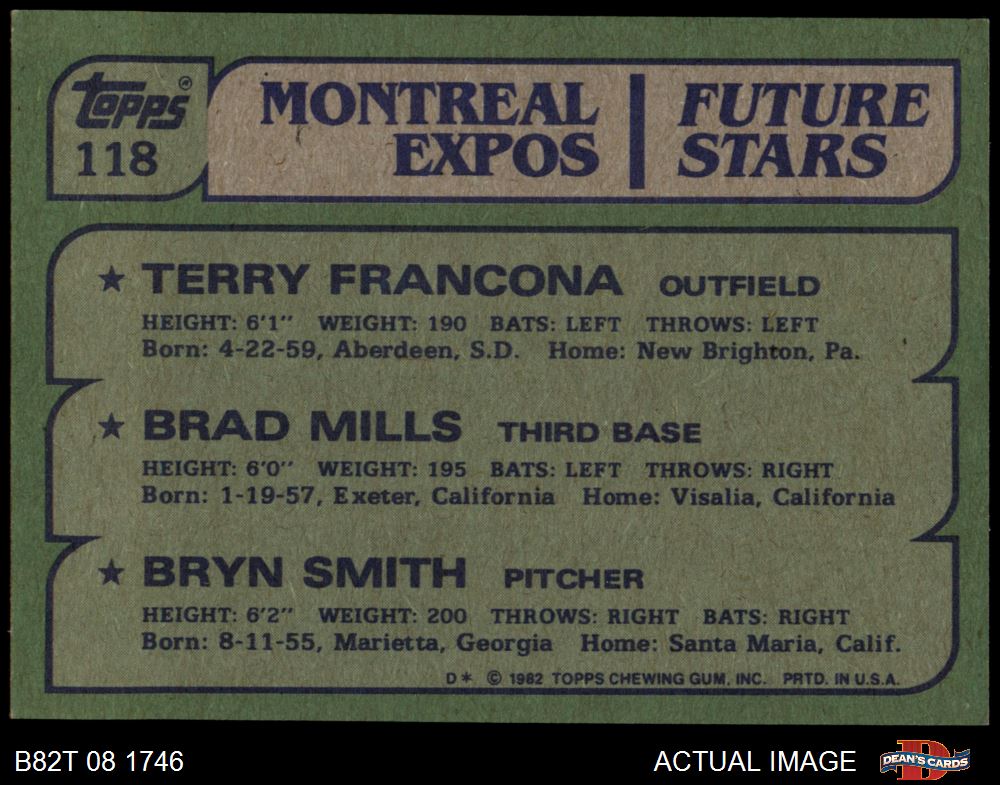 Topps®
118
MONTREAL EXPOS
FUTURE STARS
★ TERRY FRANCONA OUTFIELD
HEIGHT: 6'1" WEIGHT: 190 BATS: LEFT THROWS: LEFT
Born: 4-22-59, Aberdeen, S.D. Home: New Brighton, Pa.
★ BRAD MILLS THIRD BASE
HEIGHT: 6'0" WEIGHT: 195 BATS: LEFT THROWS: RIGHT
Born: 1-19-57, Exeter, California Home: Visalia, California
★ BRYN SMITH PITCHER
HEIGHT: 6'2" WEIGHT: 200 THROWS: RIGHT BATS: RIGHT
Born: 8-11-55, Marietta, Georgia Home: Santa Maria, Calif.
D* © 1982 TOPPS CHEWING GUM, INC. PRTD. IN U.S.A.
B82T 08 1746 ACTUAL IMAGE
D
DEAN'S CARDS